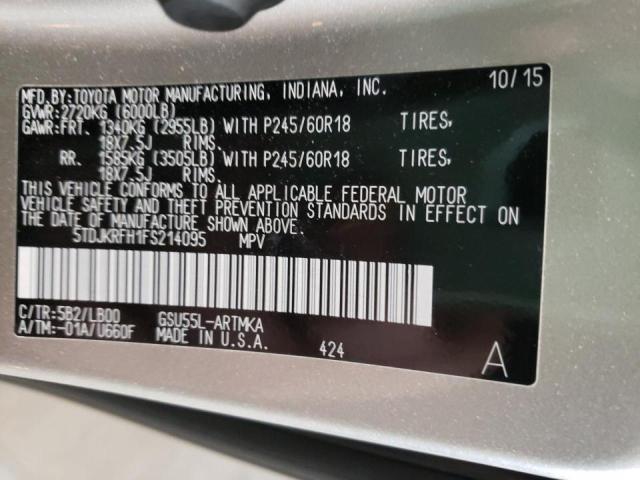 MFD.BY:TOYOTA MOTOR MANUFACTURING, INDIANA, INC. 10/15
GVWR:2720KG (6000LB)
GAWR:FRT. 1340KG (2955LB) WITH P245/60R18 TIRES,
18X7.5J RIMS.
RR. 1585KG (3505LB) WITH P245/60R18 TIRES,
18X7.5J RIMS.
THIS VEHICLE CONFORMS TO ALL APPLICABLE FEDERAL MOTOR
VEHICLE SAFETY AND THEFT PREVENTION STANDARDS IN EFFECT ON
THE DATE OF MANUFACTURE SHOWN ABOVE.
5TDJKRFH1FS214095 MPV
C/TR:5B2/LB00 GSU55L-ARTMKA
A/TM:-01A/U660F MADE IN U.S.A. 424 A